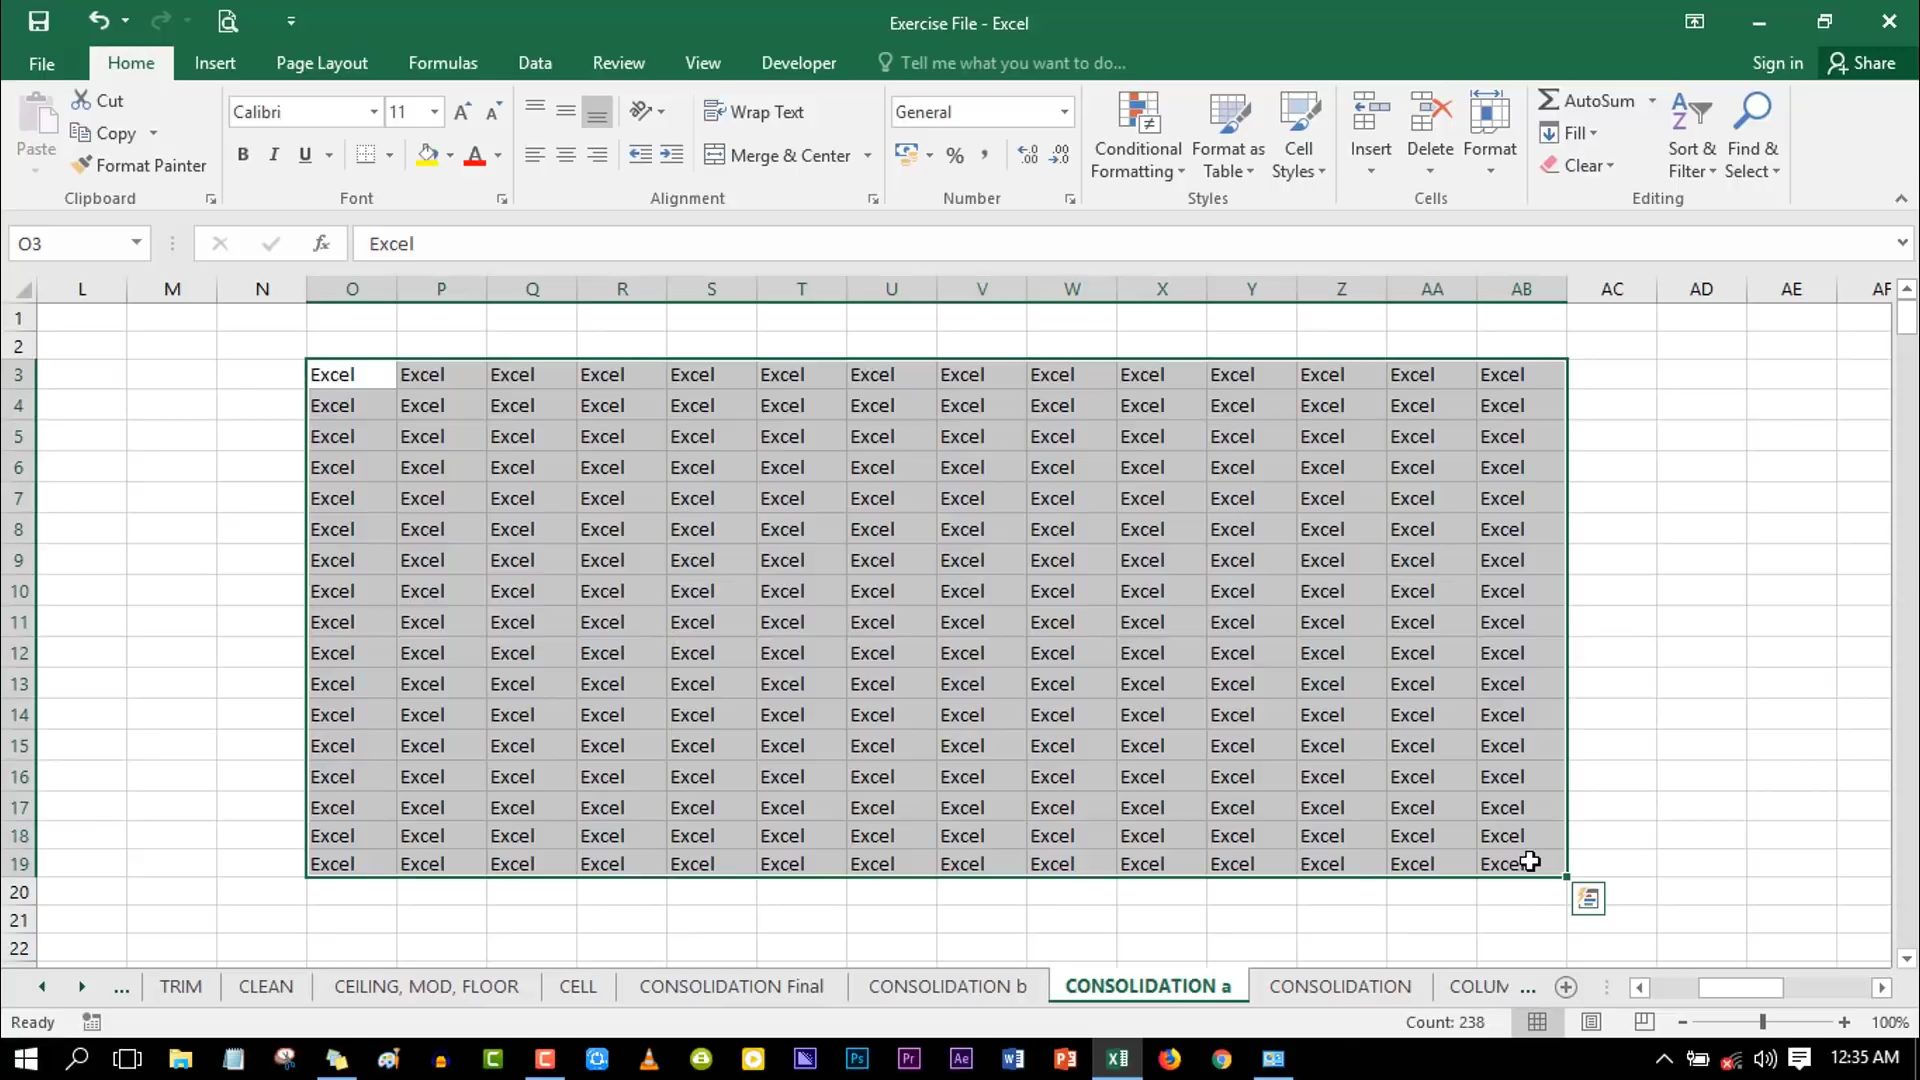 Exercise File - Excel
File Home Insert Page Layout Formulas Data Review View Developer Tell me what you want to do... Sign in Share
Paste Cut Copy Format Painter
Clipboard
Calibri 11
B I U A
Font
Wrap Text
Merge & Center
Alignment
General
% ,
Number
Conditional Formatting Format as Table Cell Styles
Styles
Insert Delete Format
Cells
AutoSum
Fill
Clear
Sort & Filter Find & Select
Editing
O3 fx Excel
L M N O P Q R S T U V W X Y Z AA AB AC AD AE AF
1
2
3 Excel Excel Excel Excel Excel Excel Excel Excel Excel Excel Excel Excel Excel Excel
4 Excel Excel Excel Excel Excel Excel Excel Excel Excel Excel Excel Excel Excel Excel
5 Excel Excel Excel Excel Excel Excel Excel Excel Excel Excel Excel Excel Excel Excel
6 Excel Excel Excel Excel Excel Excel Excel Excel Excel Excel Excel Excel Excel Excel
7 Excel Excel Excel Excel Excel Excel Excel Excel Excel Excel Excel Excel Excel Excel
8 Excel Excel Excel Excel Excel Excel Excel Excel Excel Excel Excel Excel Excel Excel
9 Excel Excel Excel Excel Excel Excel Excel Excel Excel Excel Excel Excel Excel Excel
10 Excel Excel Excel Excel Excel Excel Excel Excel Excel Excel Excel Excel Excel Excel
11 Excel Excel Excel Excel Excel Excel Excel Excel Excel Excel Excel Excel Excel Excel
12 Excel Excel Excel Excel Excel Excel Excel Excel Excel Excel Excel Excel Excel Excel
13 Excel Excel Excel Excel Excel Excel Excel Excel Excel Excel Excel Excel Excel Excel
14 Excel Excel Excel Excel Excel Excel Excel Excel Excel Excel Excel Excel Excel Excel
15 Excel Excel Excel Excel Excel Excel Excel Excel Excel Excel Excel Excel Excel Excel
16 Excel Excel Excel Excel Excel Excel Excel Excel Excel Excel Excel Excel Excel Excel
17 Excel Excel Excel Excel Excel Excel Excel Excel Excel Excel Excel Excel Excel Excel
18 Excel Excel Excel Excel Excel Excel Excel Excel Excel Excel Excel Excel Excel Excel
19 Excel Excel Excel Excel Excel Excel Excel Excel Excel Excel Excel Excel Excel Excel
20
21
22
... TRIM CLEAN CEILING, MOD, FLOOR CELL CONSOLIDATION Final CONSOLIDATION b CONSOLIDATION a CONSOLIDATION COLUM ...
Ready Count: 238 100%
Ps Pr Ae 12:35 AM